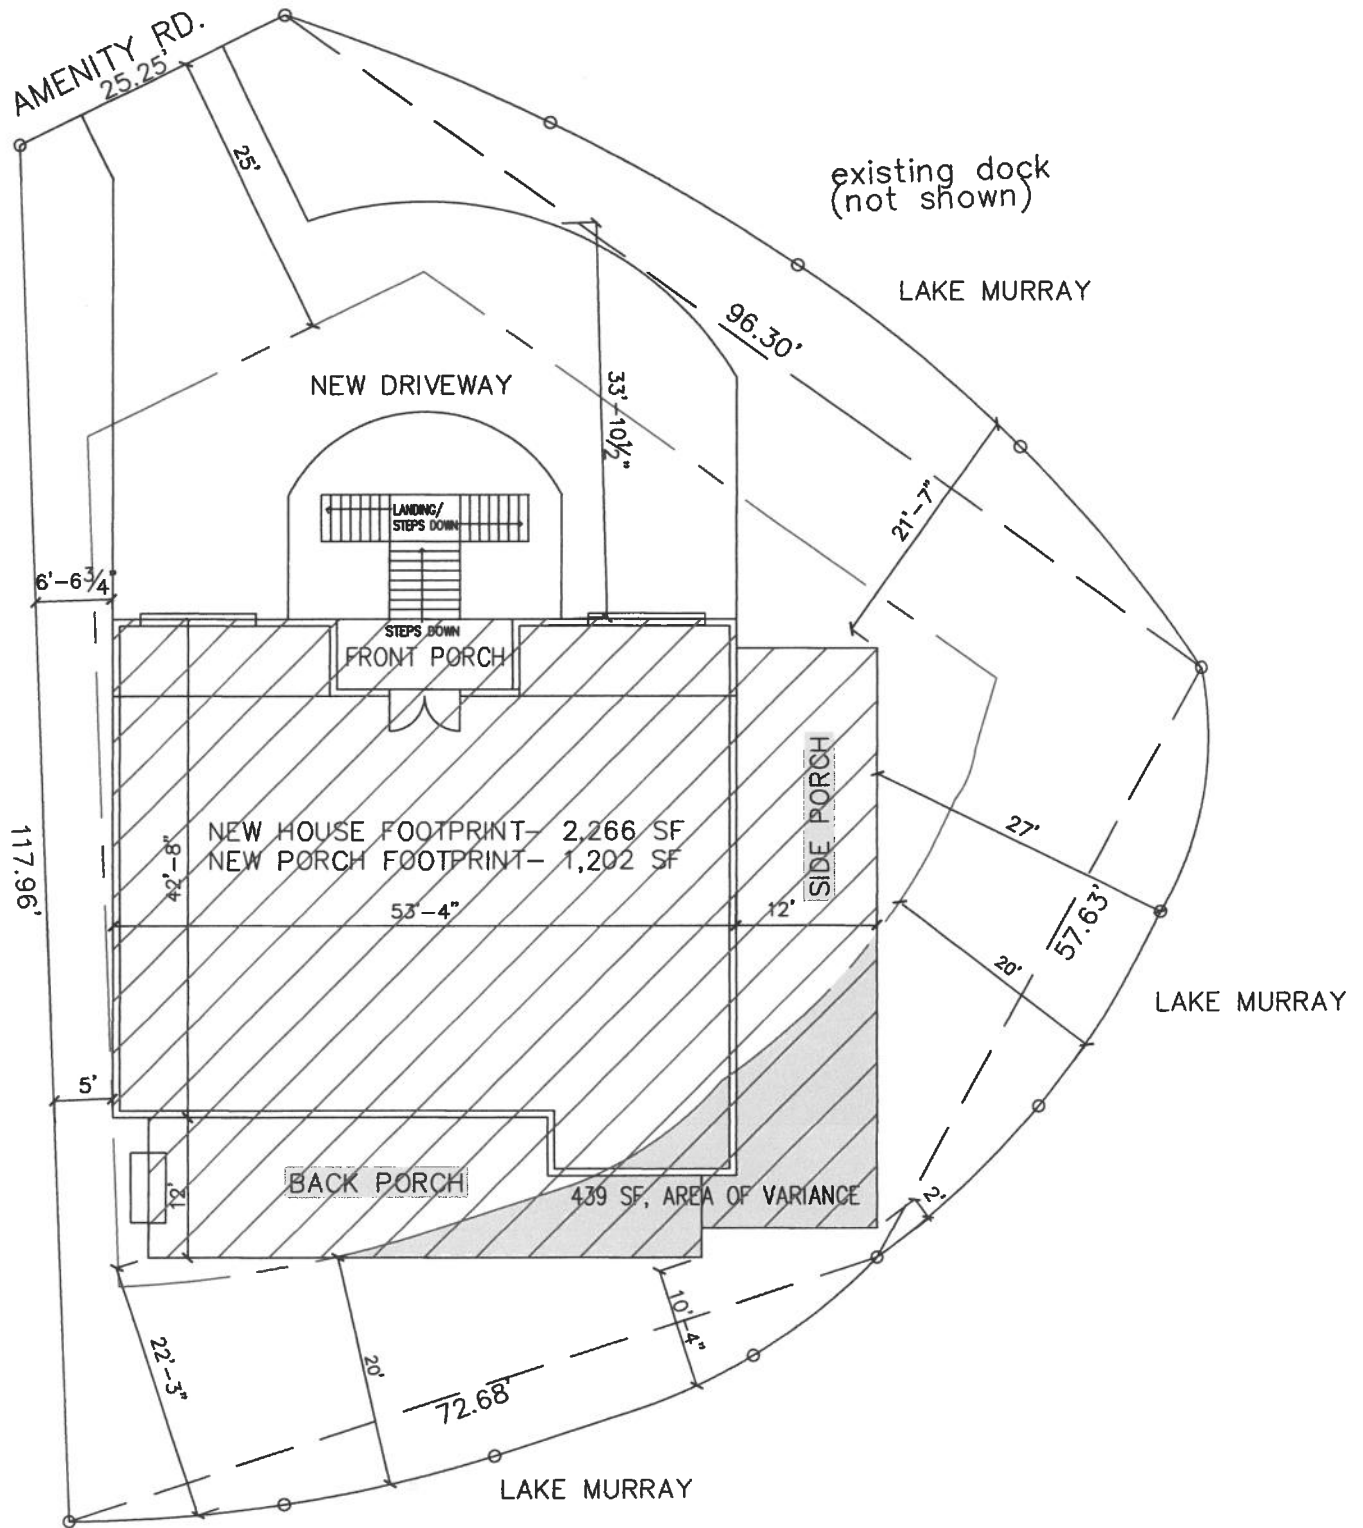 AMENITY RD.
25.25'
25'
existing dock
(not shown)
LAKE MURRAY
96.30'
NEW DRIVEWAY
33'-10½"
21'-7"
LANDING/
STEPS DOWN
6'-6¾"
STEPS DOWN
FRONT PORCH
SIDE PORCH
NEW HOUSE FOOTPRINT- 2,266 SF
NEW PORCH FOOTPRINT- 1,202 SF
27'
117.96'
42'-8"
53'-4"
12'
57.63'
20'
LAKE MURRAY
5'
BACK PORCH
12'
439 SF, AREA OF VARIANCE
2'
10'-4"
22'-3"
20'
72.68'
LAKE MURRAY